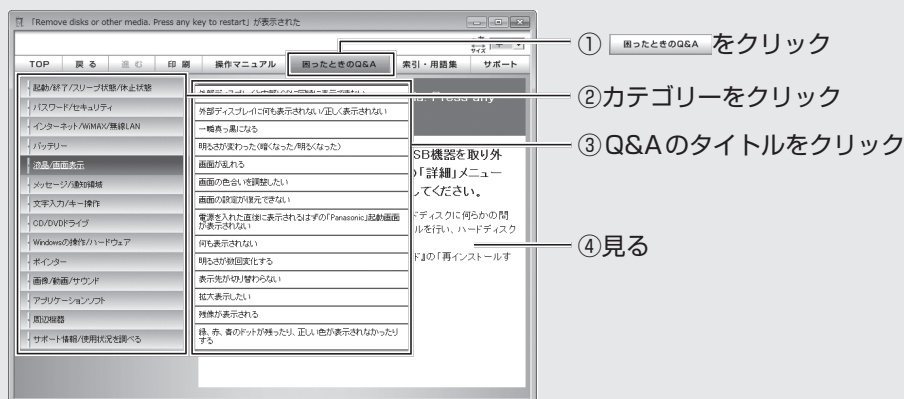 「Remove disks or other media. Press any key to restart」が表示された
サイズ
TOP 戻る 進む 印刷 操作マニュアル 困ったときのQ&A 索引・用語集 サポート
起動/終了/スリープ状態/休止状態
パスワード/セキュリティ
インターネット/WiMAX/無線LAN
バッテリー
液晶/画面表示
メッセージ/通知領域
文字入力/キー操作
CD/DVDドライブ
Windowsの操作/ハードウェア
ポインター
画像/動画/サウンド
アプリケーションソフト
周辺機器
サポート情報/使用状況を調べる
外部ディスプレイに何も表示されない/正しく表示されない
一瞬真っ黒になる
明るさが変わった(暗くなった/明るくなった)
画面が乱れる
画面の色合いを調整したい
画面の設定が復元できない
電源を入れた直後に表示されるはずの「Panasonic」起動画面
が表示されない
何も表示されない
明るさが数回変化する
表示先が切り替わらない
拡大表示したい
残像が表示される
緑、赤、青のドットが残ったり、正しい色が表示されなかったり
する
Press any
SB機器を取り外
「詳細」メニュー
してください。
ドディスクに何らかの問
ルを行い、ハードディスク
ド』の「再インストールす
① 困ったときのQ&A をクリック
②カテゴリーをクリック
③Q&Aのタイトルをクリック
④見る